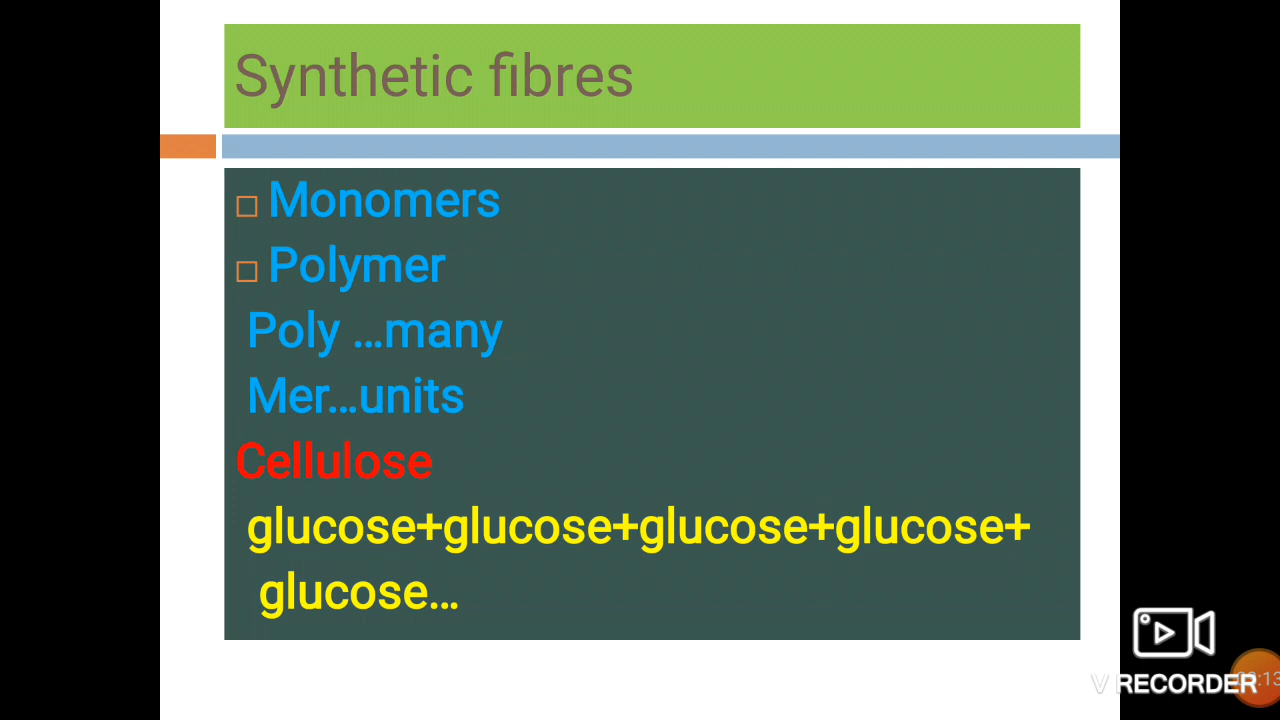 Synthetic fibres
Monomers
Polymer
Poly ...many
Mer...units
Cellulose
glucose+glucose+glucose+glucose+
glucose...
V RECORDER